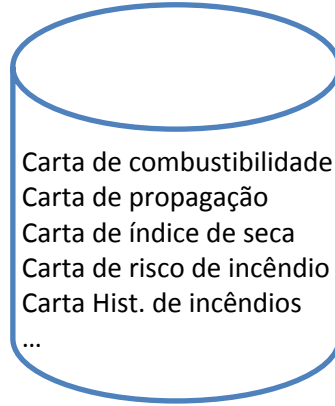 Carta de combustibilidade
Carta de propagação
Carta de índice de seca
Carta de risco de incêndio
Carta Hist. de incêndios
...